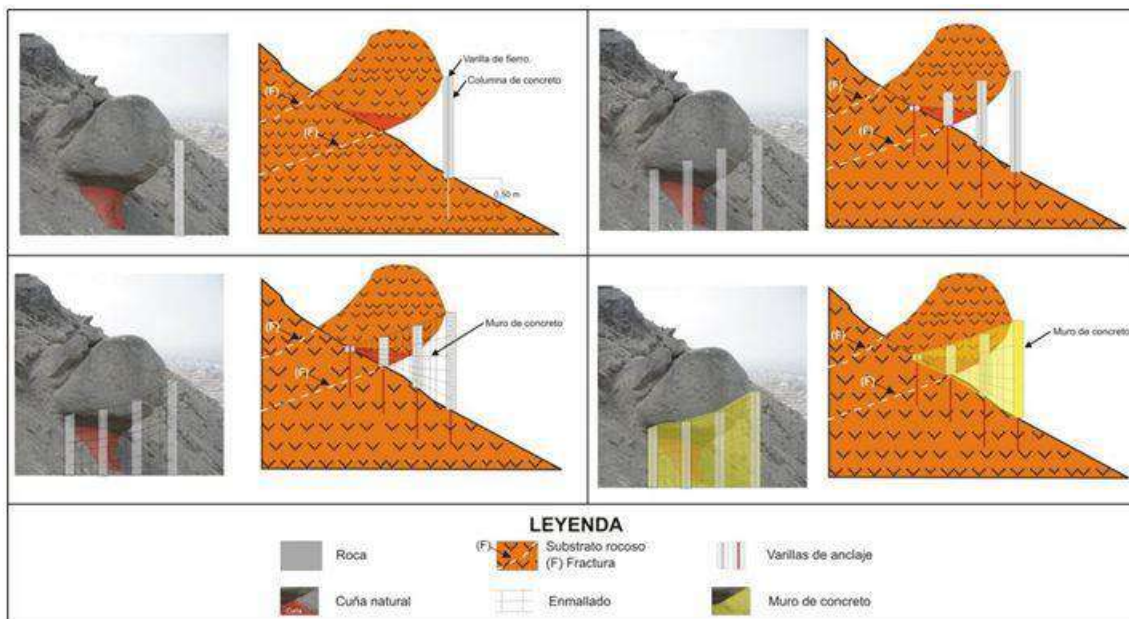 (F)
(F)
Varilla de fierro.
Columna de concreto
0.50 m
(F)
(F)
(F)
(F)
Muro de concreto
(F)
(F)
Muro de concreto
LEYENDA
Roca
(F)
Substrato rocoso
(F) Fractura
Varillas de anclaje
Cuña
Cuña natural
Enmallado
Muro de concreto